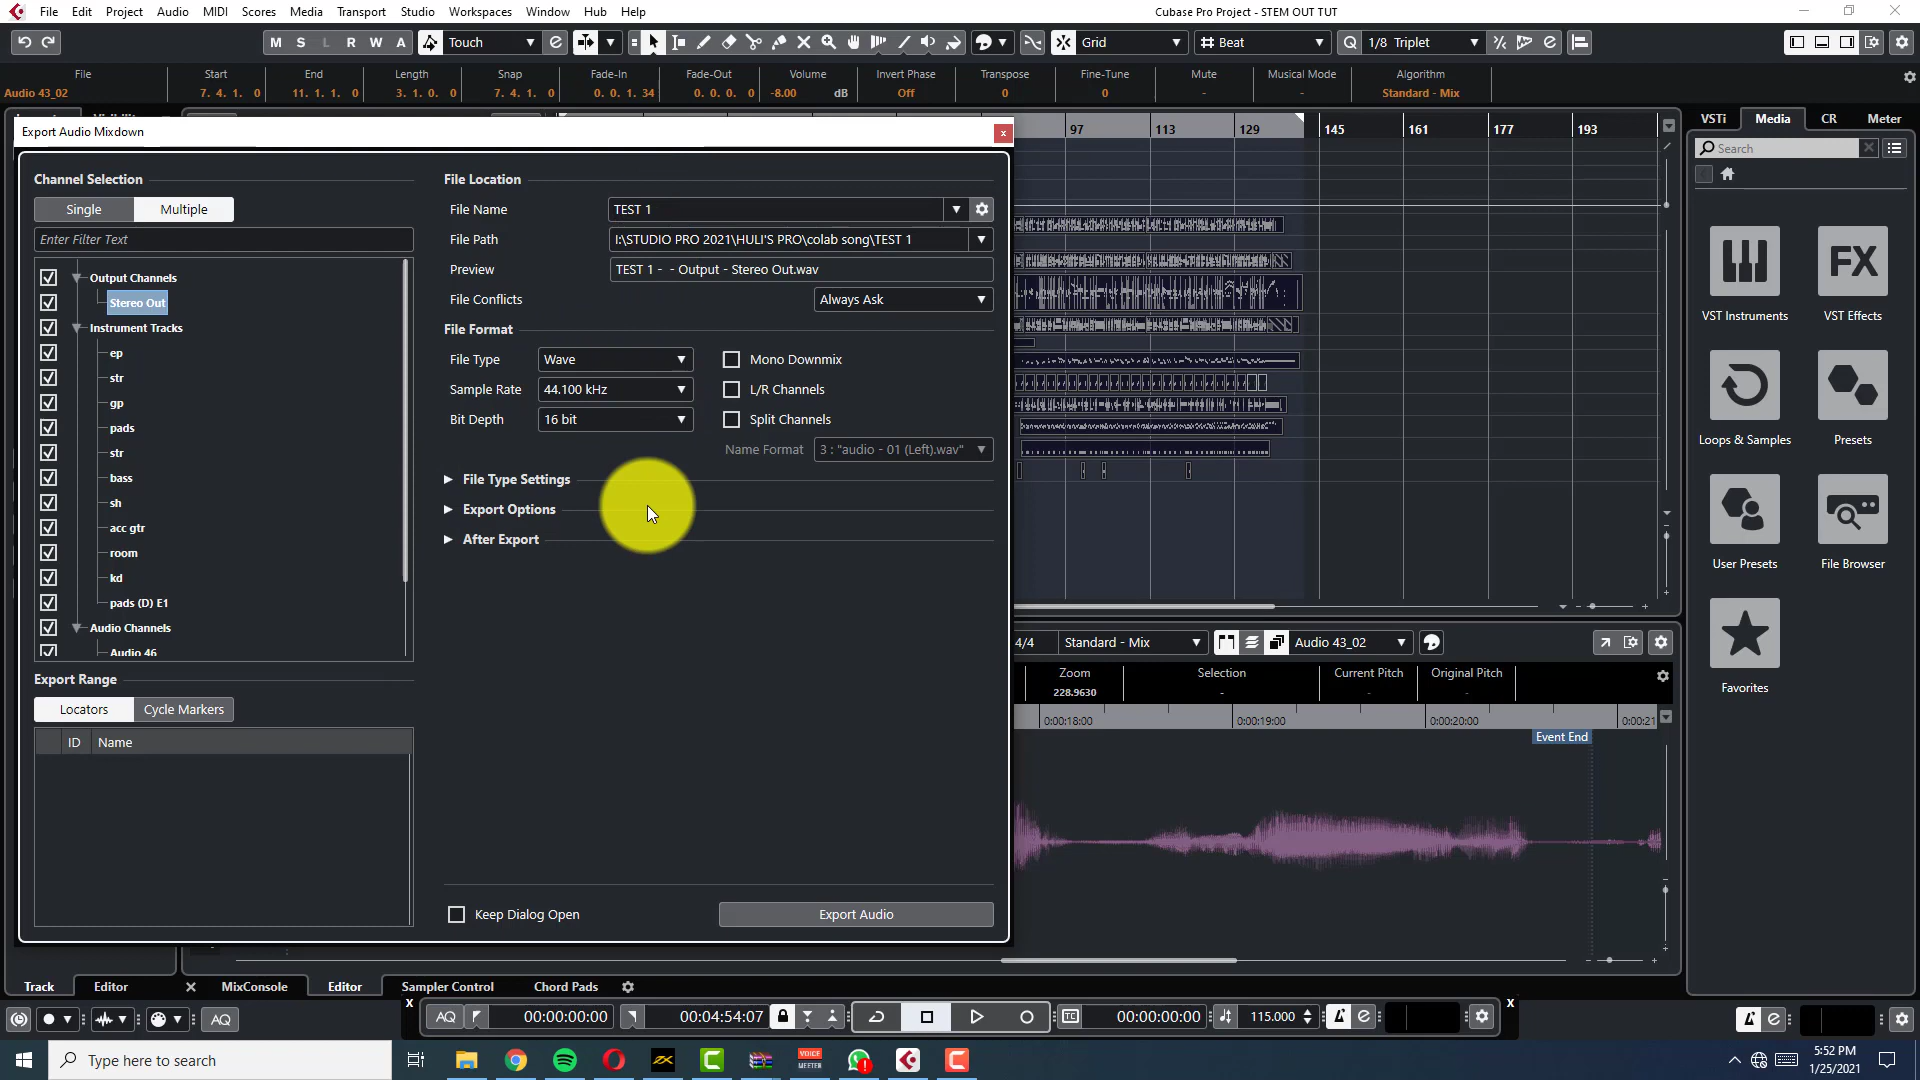 File Edit Project Audio MIDI Scores Media Transport Studio Workspaces Window Hub Help
Cubase Pro Project - STEM OUT TUT
M S L R W A Touch Grid Beat Q 1/8 Triplet
File Start End Length Snap Fade-In Fade-Out Volume Invert Phase Transpose Fine-Tune Mute Musical Mode Algorithm
Audio 43_02 7. 4. 1. 0 11. 1. 1. 0 3. 1. 0. 0 7. 4. 1. 0 0. 0. 1. 34 0. 0. 0. 0 -8.00 dB Off 0 0 - - Standard - Mix
Export Audio Mixdown
97 113 129 145 161 177 193
VSTi Media CR Meter
Search
VST Instruments VST Effects
Loops & Samples Presets
User Presets File Browser
Favorites
Channel Selection
Single Multiple
Enter Filter Text
Output Channels
Stereo Out
Instrument Tracks
ep
str
gp
pads
str
bass
sh
acc gtr
room
kd
pads (D) E1
Audio Channels
Audio 46
Export Range
Locators Cycle Markers
ID Name
File Location
File Name TEST 1
File Path I:\STUDIO PRO 2021\HULI'S PRO\colab song\TEST 1
Preview TEST 1 - - Output - Stereo Out.wav
File Conflicts Always Ask
File Format
File Type Wave Mono Downmix
Sample Rate 44.100 kHz L/R Channels
Bit Depth 16 bit Split Channels
Name Format 3 : "audio - 01 (Left).wav"
File Type Settings
Export Options
After Export
Keep Dialog Open Export Audio
4/4 Standard - Mix Audio 43_02
Zoom Selection Current Pitch Original Pitch
228.9630 - - -
0:00:18:00 0:00:19:00 0:00:20:00 0:00:21
Event End
Track Editor MixConsole Editor Sampler Control Chord Pads
AQ AQ 00:00:00:00 00:04:54:07 TC 00:00:00:00 115.000
Type here to search
VOICE
MEETER
5:52 PM
1/25/2021